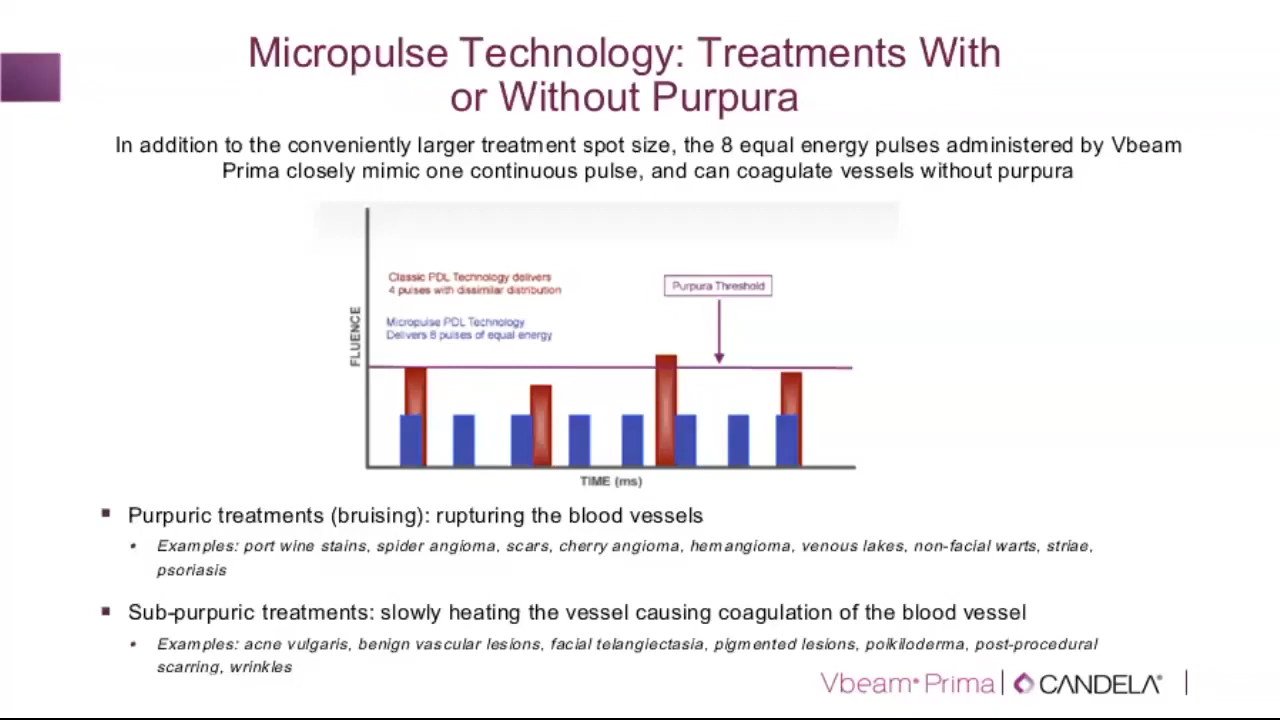 Micropulse Technology: Treatments With
or Without Purpura
In addition to the conveniently larger treatment spot size, the 8 equal energy pulses administered by Vbeam
Prima closely mimic one continuous pulse, and can coagulate vessels without purpura
Classic PDL Technology delivers
4 pulses with dissimilar distribution
Purpura Threshold
Micropulse PDL Technology
Delivers 8 pulses of equal energy
FLUENCE
TIME (ms)
▪ Purpuric treatments (bruising): rupturing the blood vessels
• Examples: port wine stains, spider angioma, scars, cherry angioma, hemangioma, venous lakes, non-facial warts, striae,
psoriasis
▪ Sub-purpuric treatments: slowly heating the vessel causing coagulation of the blood vessel
• Examples: acne vulgaris, benign vascular lesions, facial telangiectasia, pigmented lesions, poikiloderma, post-procedural
scarring, wrinkles
Vbeam® Prima | CANDELA® |